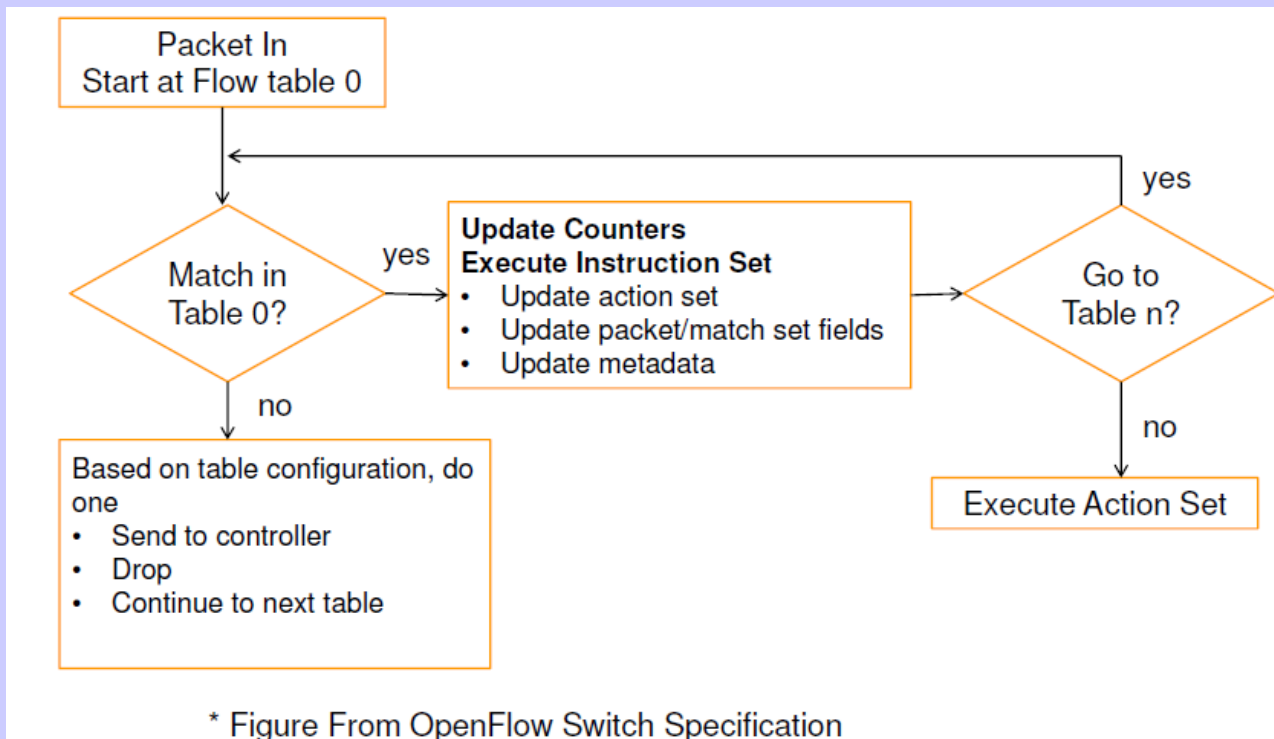 Packet In
Start at Flow table 0
yes
Match in
Table 0?
yes
Update Counters
Execute Instruction Set
• Update action set
• Update packet/match set fields
• Update metadata
Go to
Table n?
no
no
Based on table configuration, do
one
• Send to controller
• Drop
• Continue to next table
Execute Action Set
* Figure From OpenFlow Switch Specification